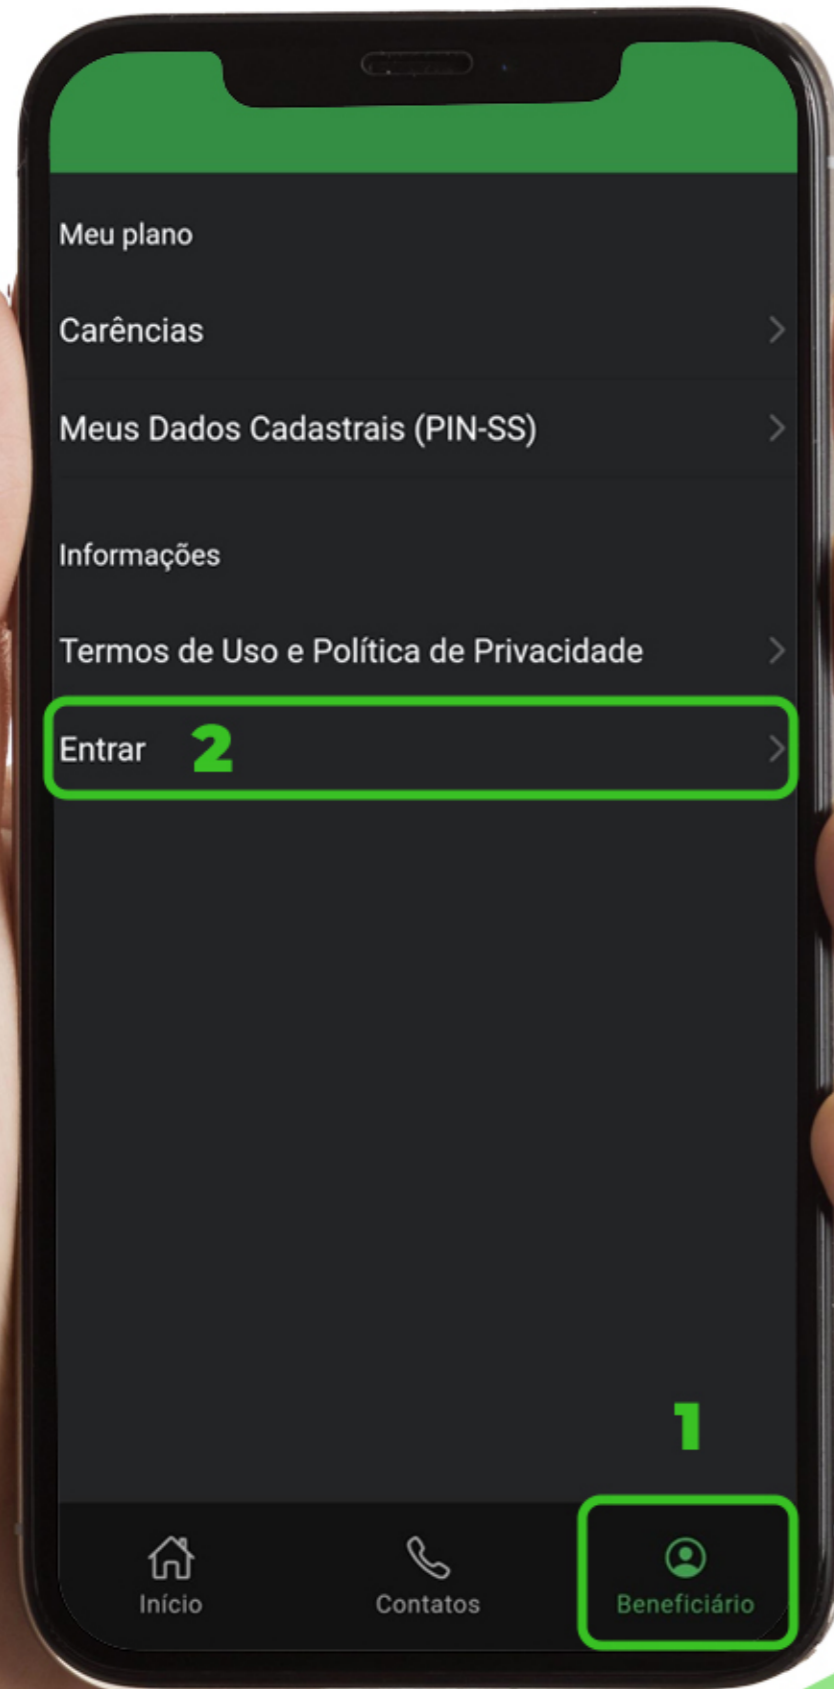 Meu plano
Carências
Meus Dados Cadastrais (PIN-SS)
Informações
Termos de Uso e Política de Privacidade
Entrar 2
1
Início Contatos Beneficiário